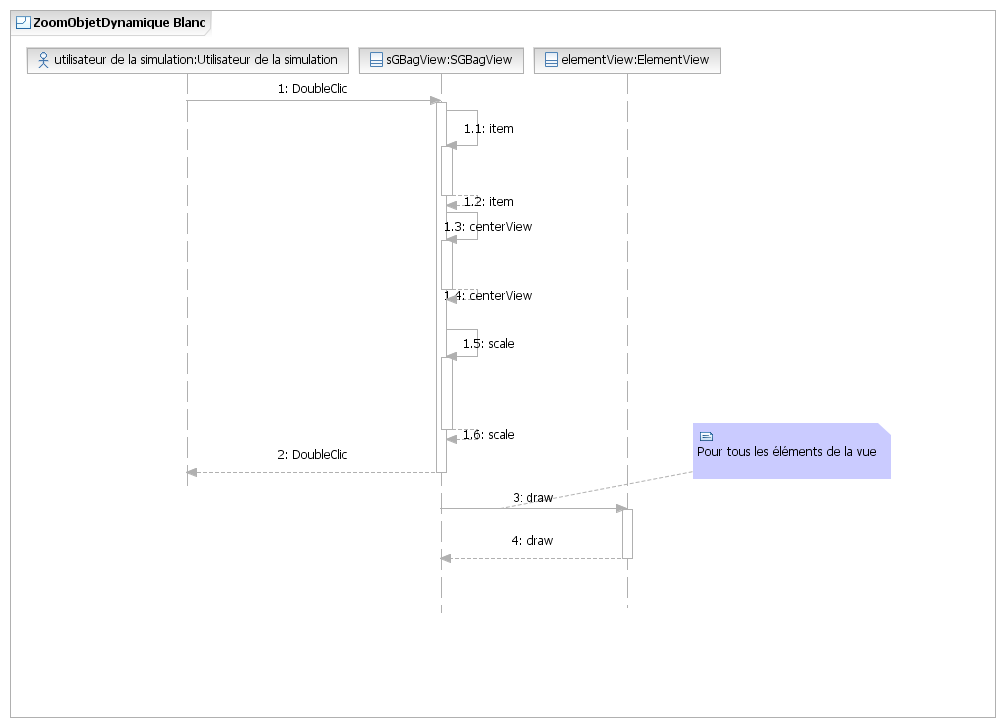 ZoomObjetDynamique Blanc
utilisateur de la simulation:Utilisateur de la simulation
sGBagView:SGBagView
elementView:ElementView
1: DoubleClic
1.1: item
1.2: item
1.3: centerView
1.4: centerView
1.5: scale
1.6: scale
2: DoubleClic
Pour tous les éléments de la vue
3: draw
4: draw